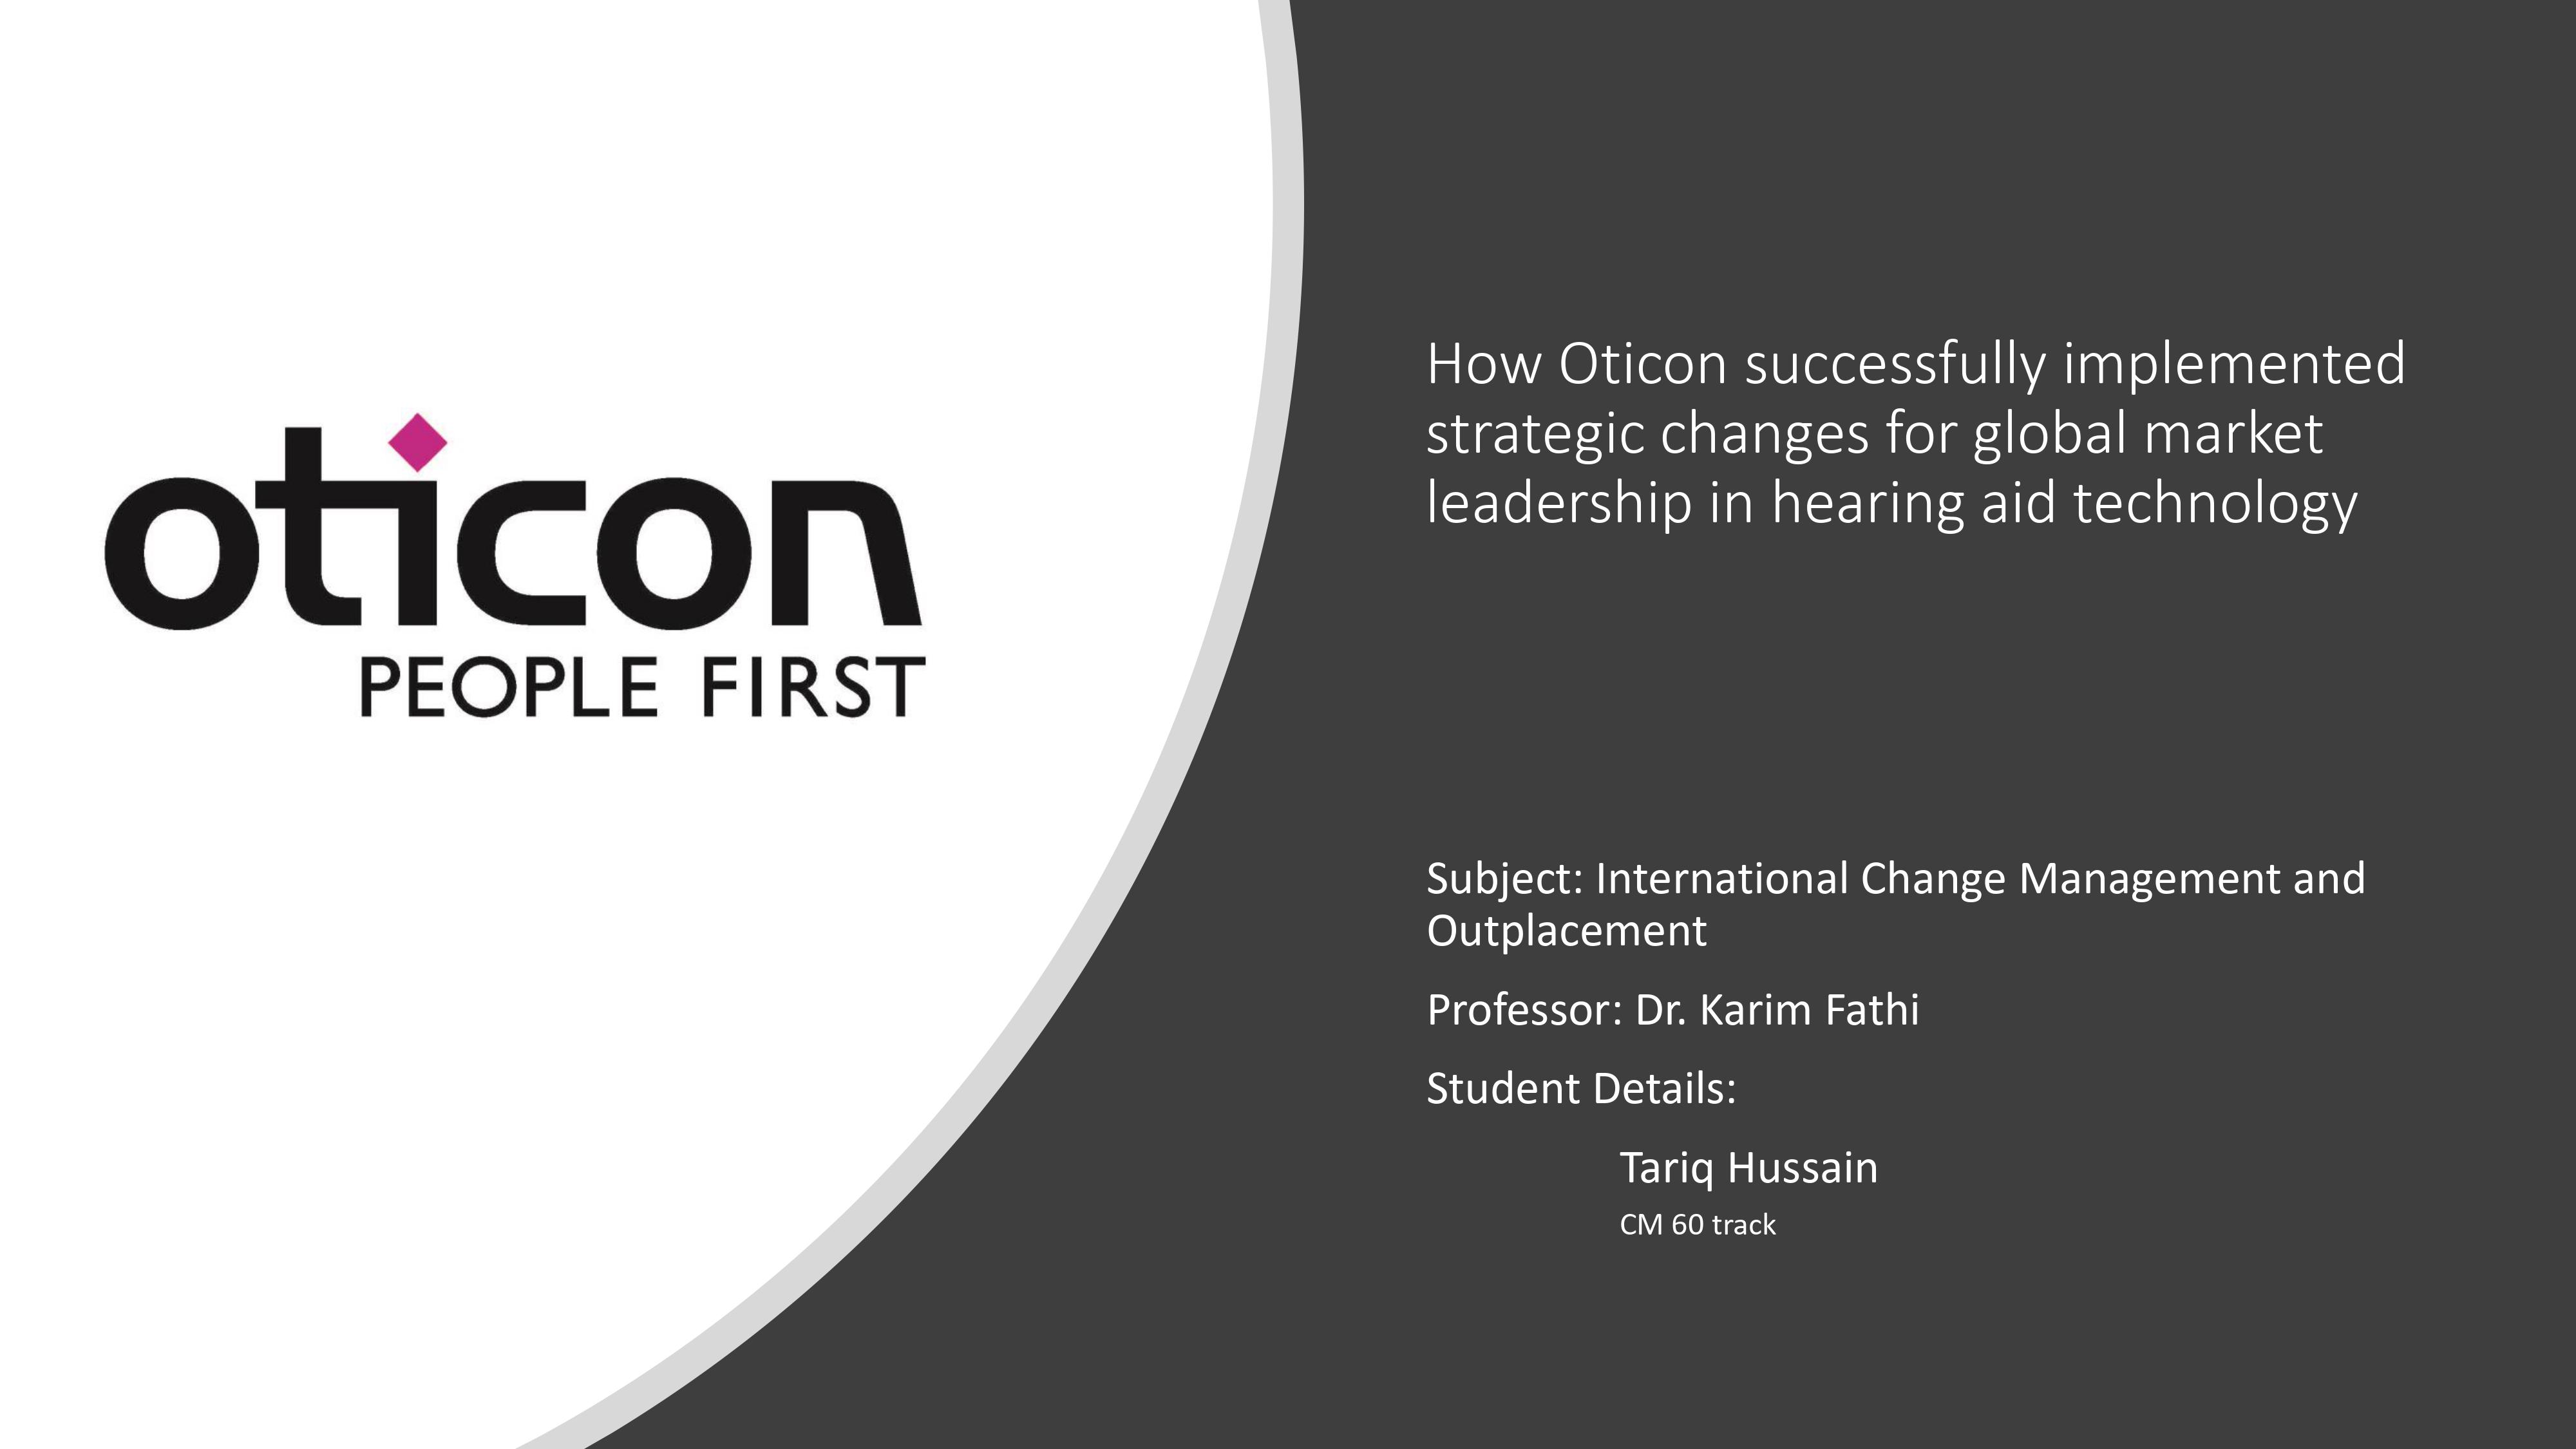 oticon
PEOPLE FIRST
How Oticon successfully implemented
strategic changes for global market
leadership in hearing aid technology
Subject: International Change Management and
Outplacement
Professor: Dr. Karim Fathi
Student Details:
Tariq Hussain
CM 60 track